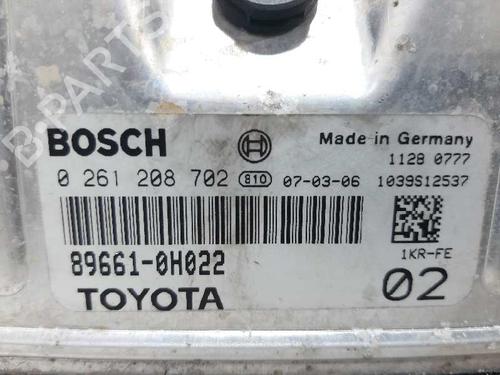 BOSCH
Made in Germany
1128 0777
0 261 208 702 810 07-03-06 1039S12537
89661-0H022
1KR-FE
TOYOTA
02
B-PARTS